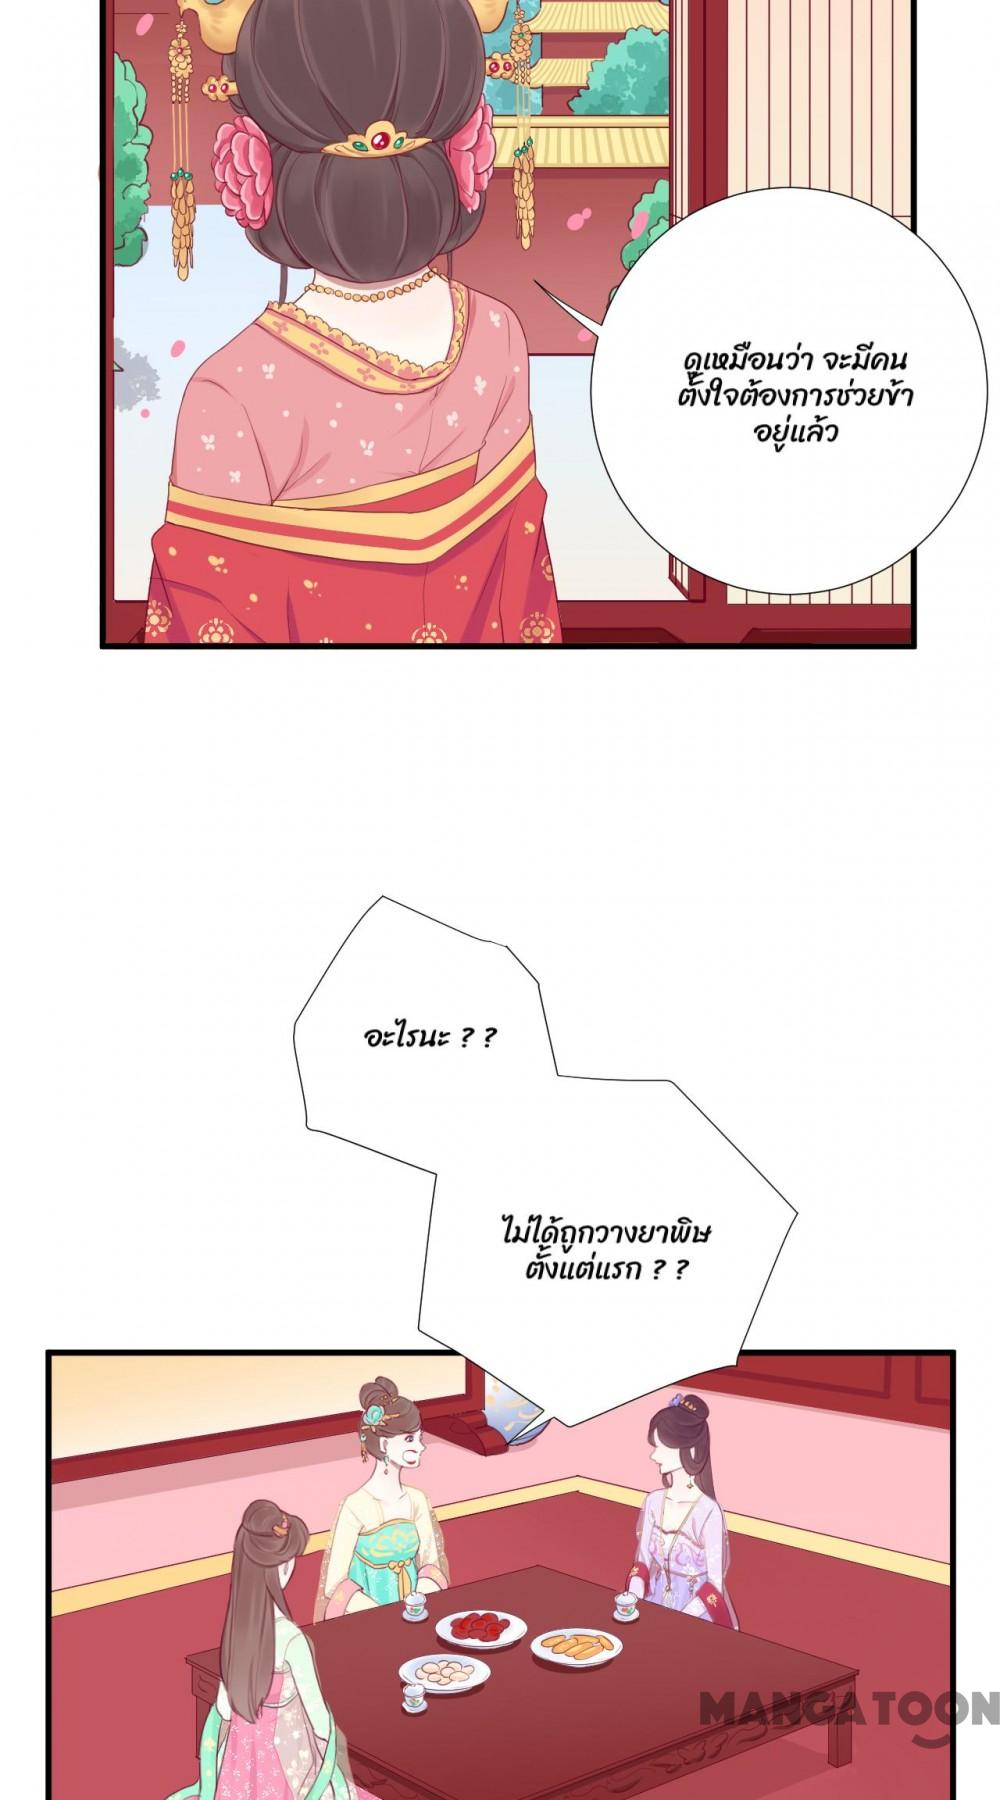 ดูเหมือนว่า จะมีคน
ตั้งใจต้องการช่วยข้า
อยู่แล้ว
อะไรนะ ? ?
ไม่ได้ถูกวางยาพิษ
ตั้งแต่แรก ? ?
MANGATOON